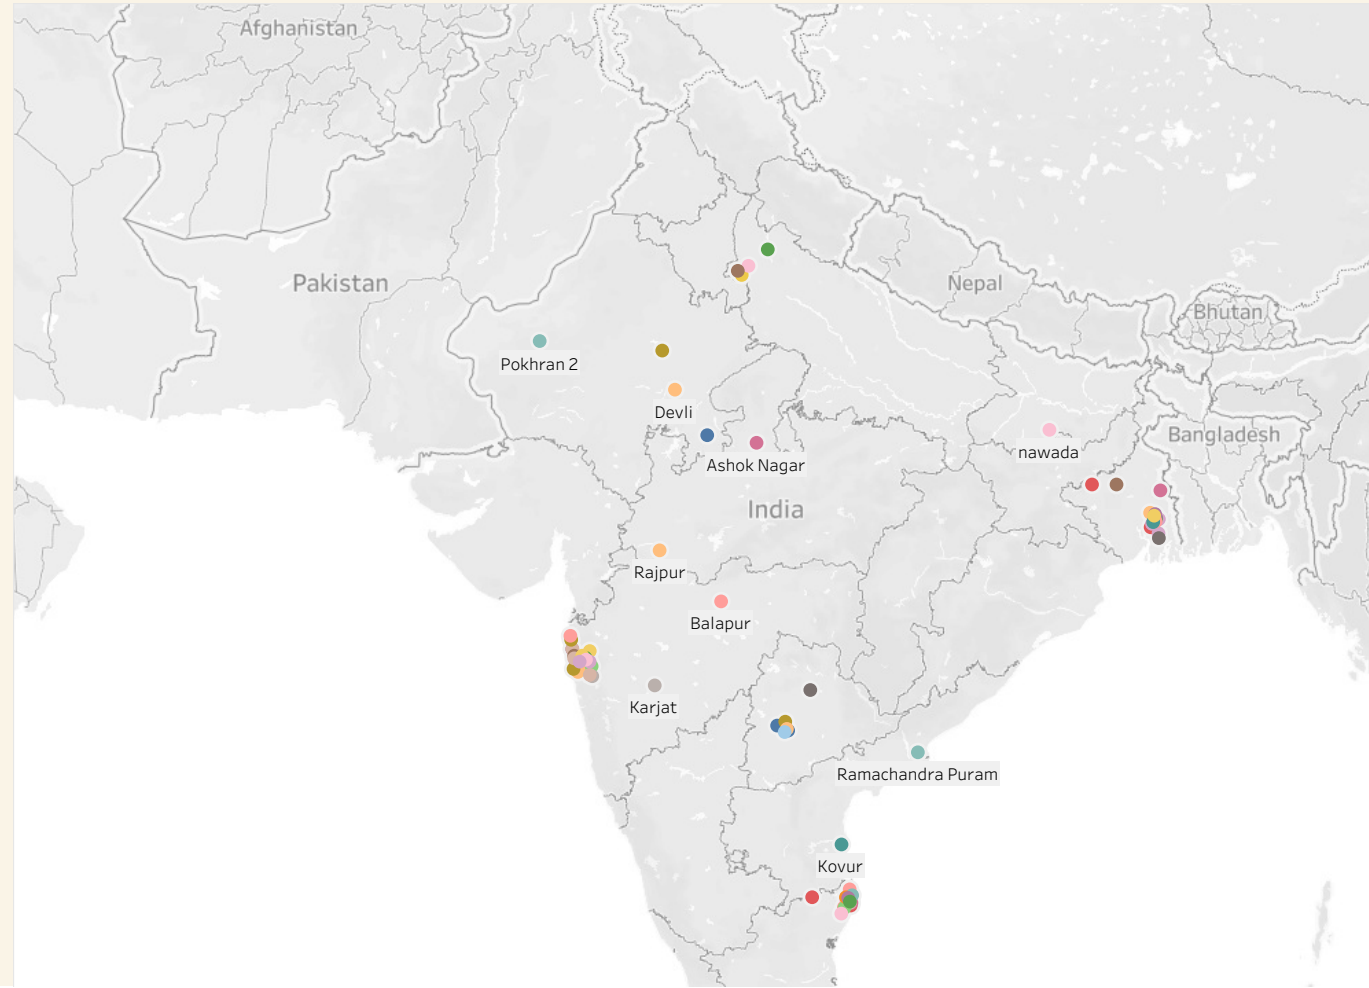 Afghanistan
Pakistan
Nepal
Bhutan
Pokhran 2
Devli
Bangladesh
nawada
Ashok Nagar
India
Rajpur
Balapur
Karjat
Ramachandra Puram
Kovur